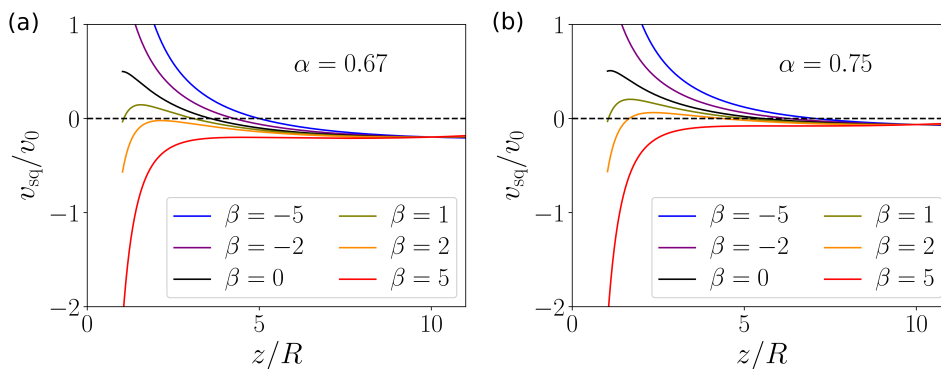 (a)
1
0
−1
−2
v_sq/v_0
α = 0.67
β = −5
β = −2
β = 0
β = 1
β = 2
β = 5
0
5
10
z/R
(b)
1
0
−1
−2
v_sq/v_0
α = 0.75
β = −5
β = −2
β = 0
β = 1
β = 2
β = 5
0
5
10
z/R